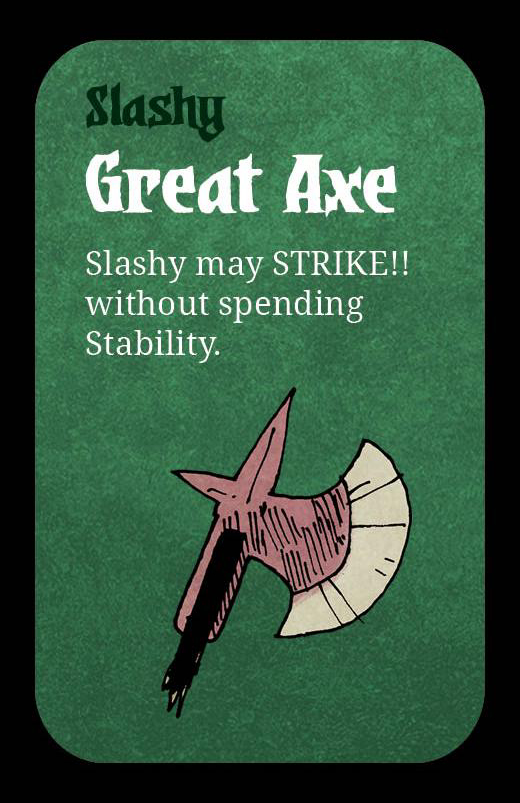 Slashy
Great Axe
Slashy may STRIKE!!
without spending
Stability.